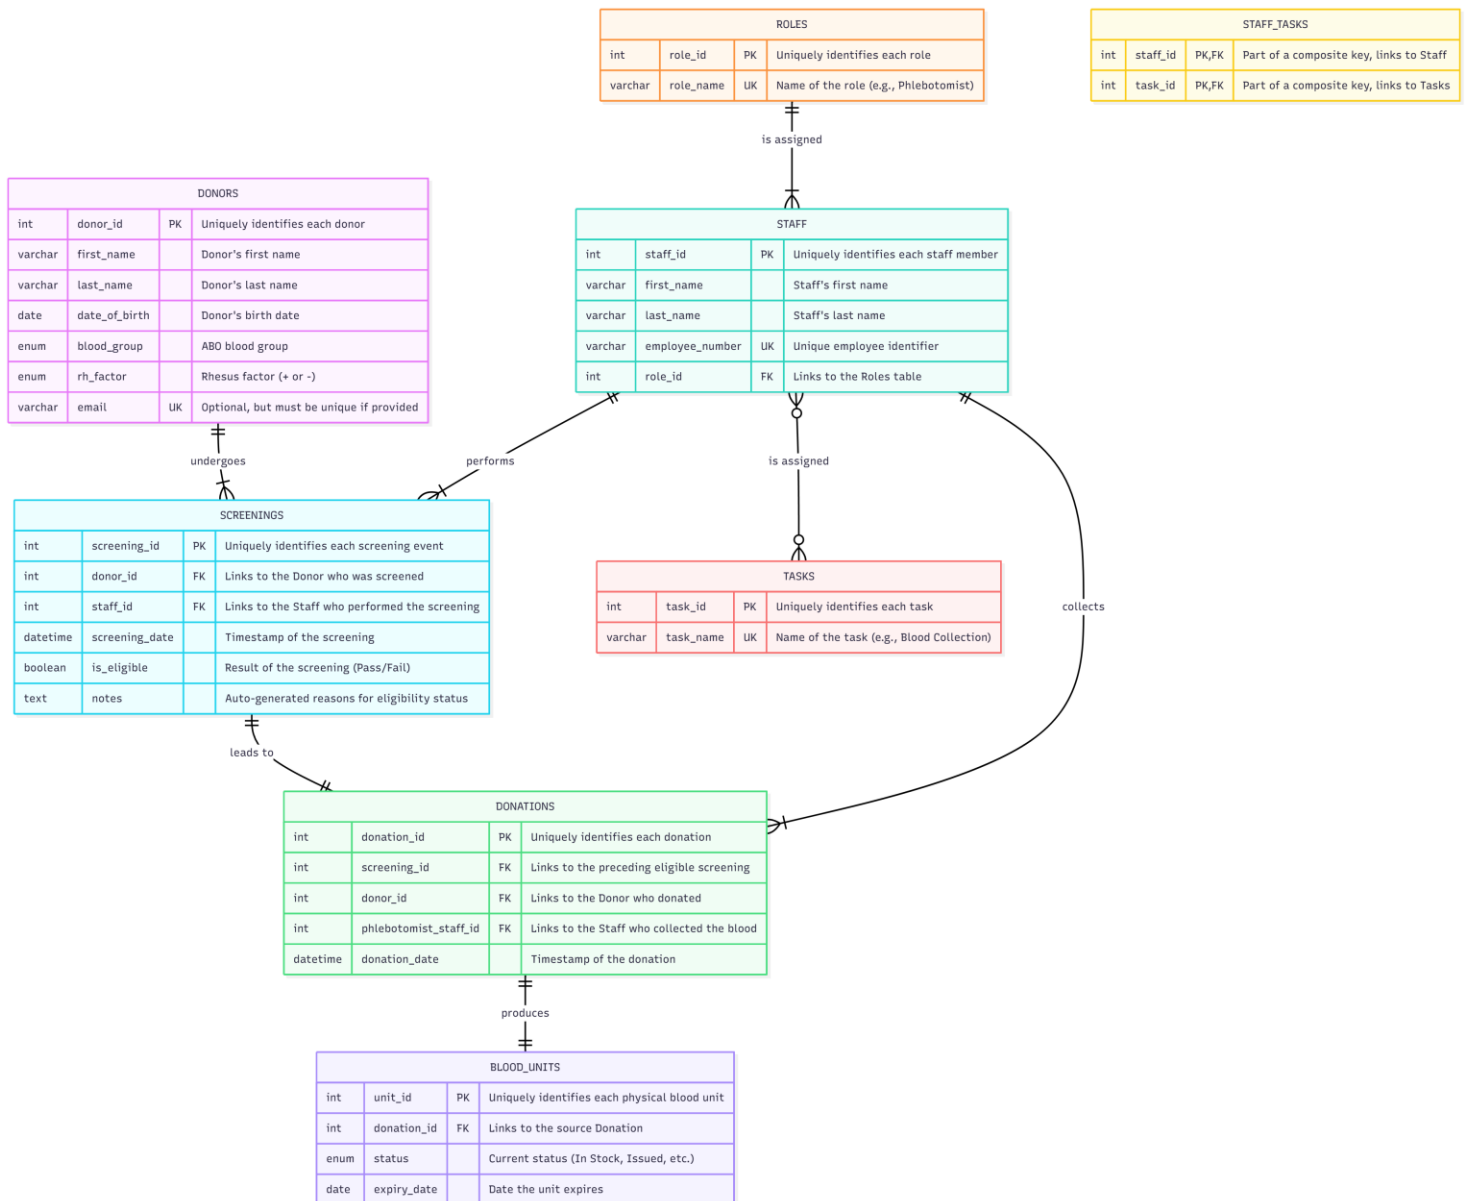 ROLES
int role_id PK Uniquely identifies each role
varchar role_name UK Name of the role (e.g., Phlebotomist)
STAFF_TASKS
int staff_id PK,FK Part of a composite key, links to Staff
int task_id PK,FK Part of a composite key, links to Tasks
is assigned
DONORS
int donor_id PK Uniquely identifies each donor
varchar first_name Donor's first name
varchar last_name Donor's last name
date date_of_birth Donor's birth date
enum blood_group ABO blood group
enum rh_factor Rhesus factor (+ or -)
varchar email UK Optional, but must be unique if provided
STAFF
int staff_id PK Uniquely identifies each staff member
varchar first_name Staff's first name
varchar last_name Staff's last name
varchar employee_number UK Unique employee identifier
int role_id FK Links to the Roles table
undergoes
performs
is assigned
SCREENINGS
int screening_id PK Uniquely identifies each screening event
int donor_id FK Links to the Donor who was screened
int staff_id FK Links to the Staff who performed the screening
datetime screening_date Timestamp of the screening
boolean is_eligible Result of the screening (Pass/Fail)
text notes Auto-generated reasons for eligibility status
TASKS
int task_id PK Uniquely identifies each task
varchar task_name UK Name of the task (e.g., Blood Collection)
collects
leads to
DONATIONS
int donation_id PK Uniquely identifies each donation
int screening_id FK Links to the preceding eligible screening
int donor_id FK Links to the Donor who donated
int phlebotomist_staff_id FK Links to the Staff who collected the blood
datetime donation_date Timestamp of the donation
produces
BLOOD_UNITS
int unit_id PK Uniquely identifies each physical blood unit
int donation_id FK Links to the source Donation
enum status Current status (In Stock, Issued, etc.)
date expiry_date Date the unit expires